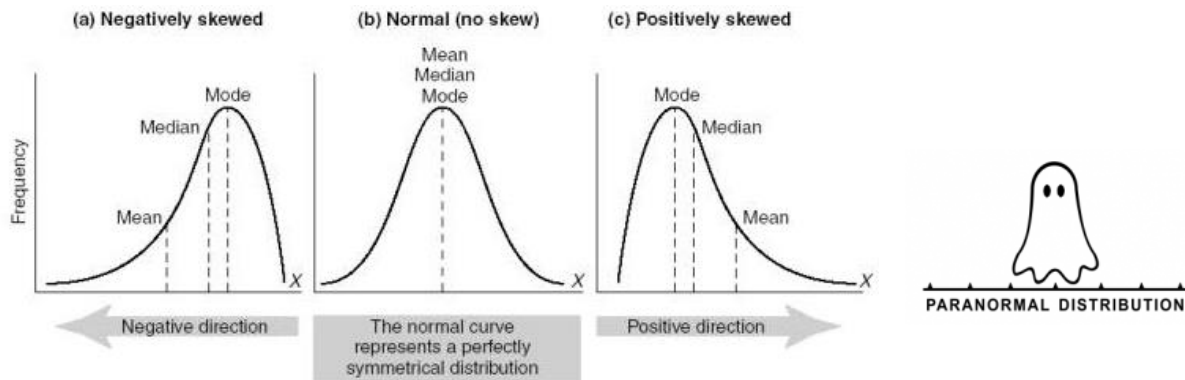 (a) Negatively skewed
Mode
Median
Mean
Frequency
X
Negative direction
(b) Normal (no skew)
Mean
Median
Mode
X
The normal curve
represents a perfectly
symmetrical distribution
(c) Positively skewed
Mode
Median
Mean
X
Positive direction
PARANORMAL DISTRIBUTION